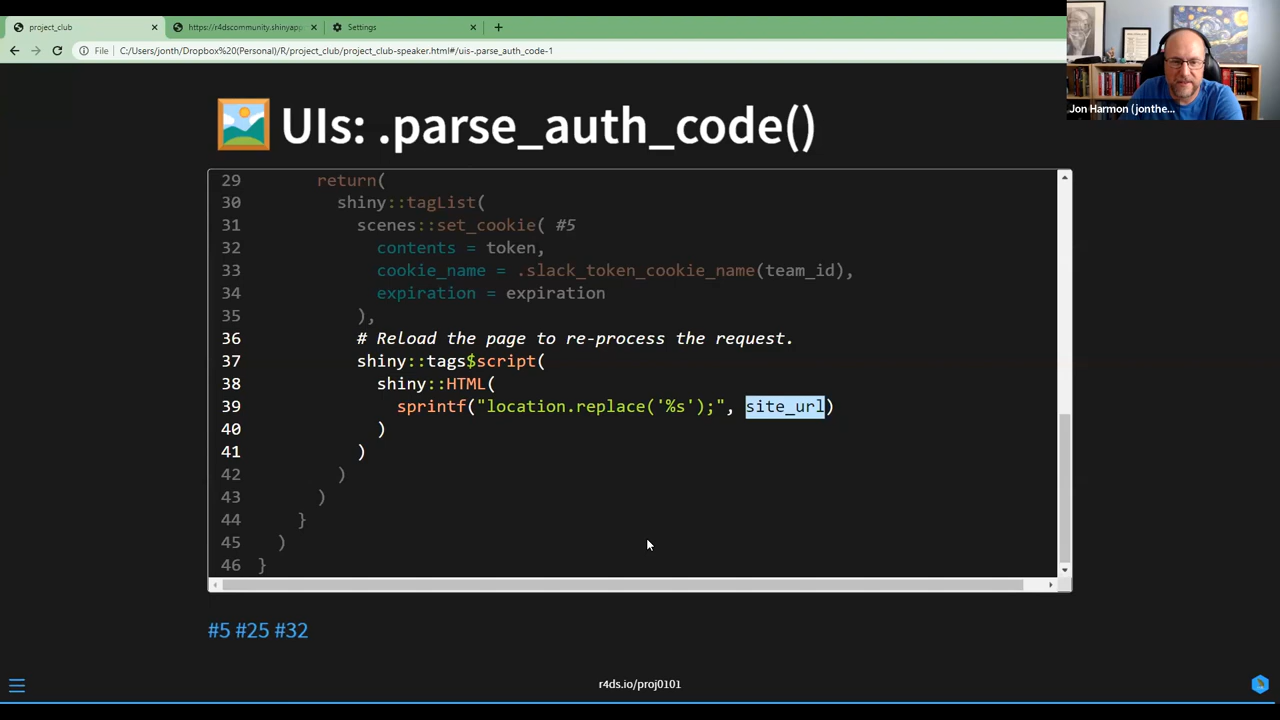 project_club
https://r4dscommunity.shinyapp
Settings
File
C:/Users/jonth/Dropbox%20(Personal)/R/project_club/project_club-speaker.html#/uis-.parse_auth_code-1
Jon Harmon (jonthe...
UIs: .parse_auth_code()
29 return(
30 shiny::tagList(
31 scenes::set_cookie( #5
32 contents = token,
33 cookie_name = .slack_token_cookie_name(team_id),
34 expiration = expiration
35 ),
36 # Reload the page to re-process the request.
37 shiny::tags$script(
38 shiny::HTML(
39 sprintf("location.replace('%s');", site_url)
40 )
41 )
42 )
43 )
44 }
45 )
46 }
#5 #25 #32
r4ds.io/proj0101